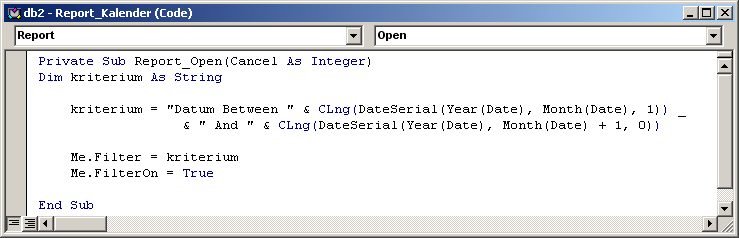 db2 - Report_Kalender (Code)
Report Open
Private Sub Report_Open(Cancel As Integer)
Dim kriterium As String
kriterium = "Datum Between " & CLng(DateSerial(Year(Date), Month(Date), 1)) _
& " And " & CLng(DateSerial(Year(Date), Month(Date) + 1, 0))
Me.Filter = kriterium
Me.FilterOn = True
End Sub